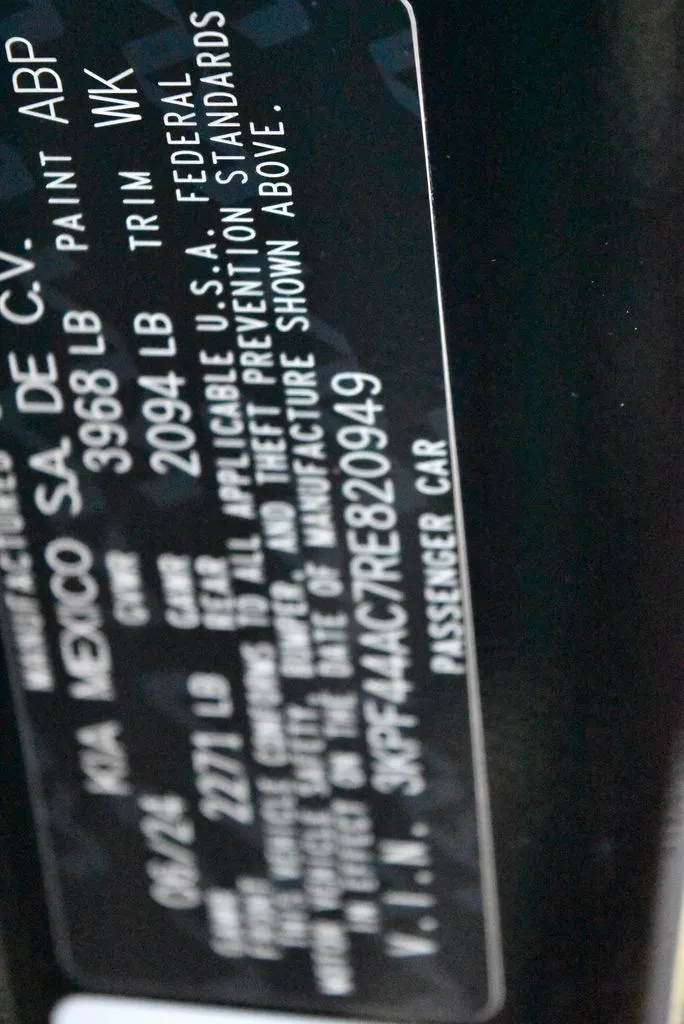 MANUFACTURED
KIA MEXICO S.A. DE C.V.
06/24 GVWR 3968 LB PAINT ABP
GAWR FRONT 2271 LB GAWR REAR 2094 LB TRIM WK
THIS VEHICLE CONFORMS TO ALL APPLICABLE U.S.A. FEDERAL
MOTOR VEHICLE SAFETY, BUMPER, AND THEFT PREVENTION STANDARDS
IN EFFECT ON THE DATE OF MANUFACTURE SHOWN ABOVE.
V.I.N. 3KPF44AC7RE820949
PASSENGER CAR